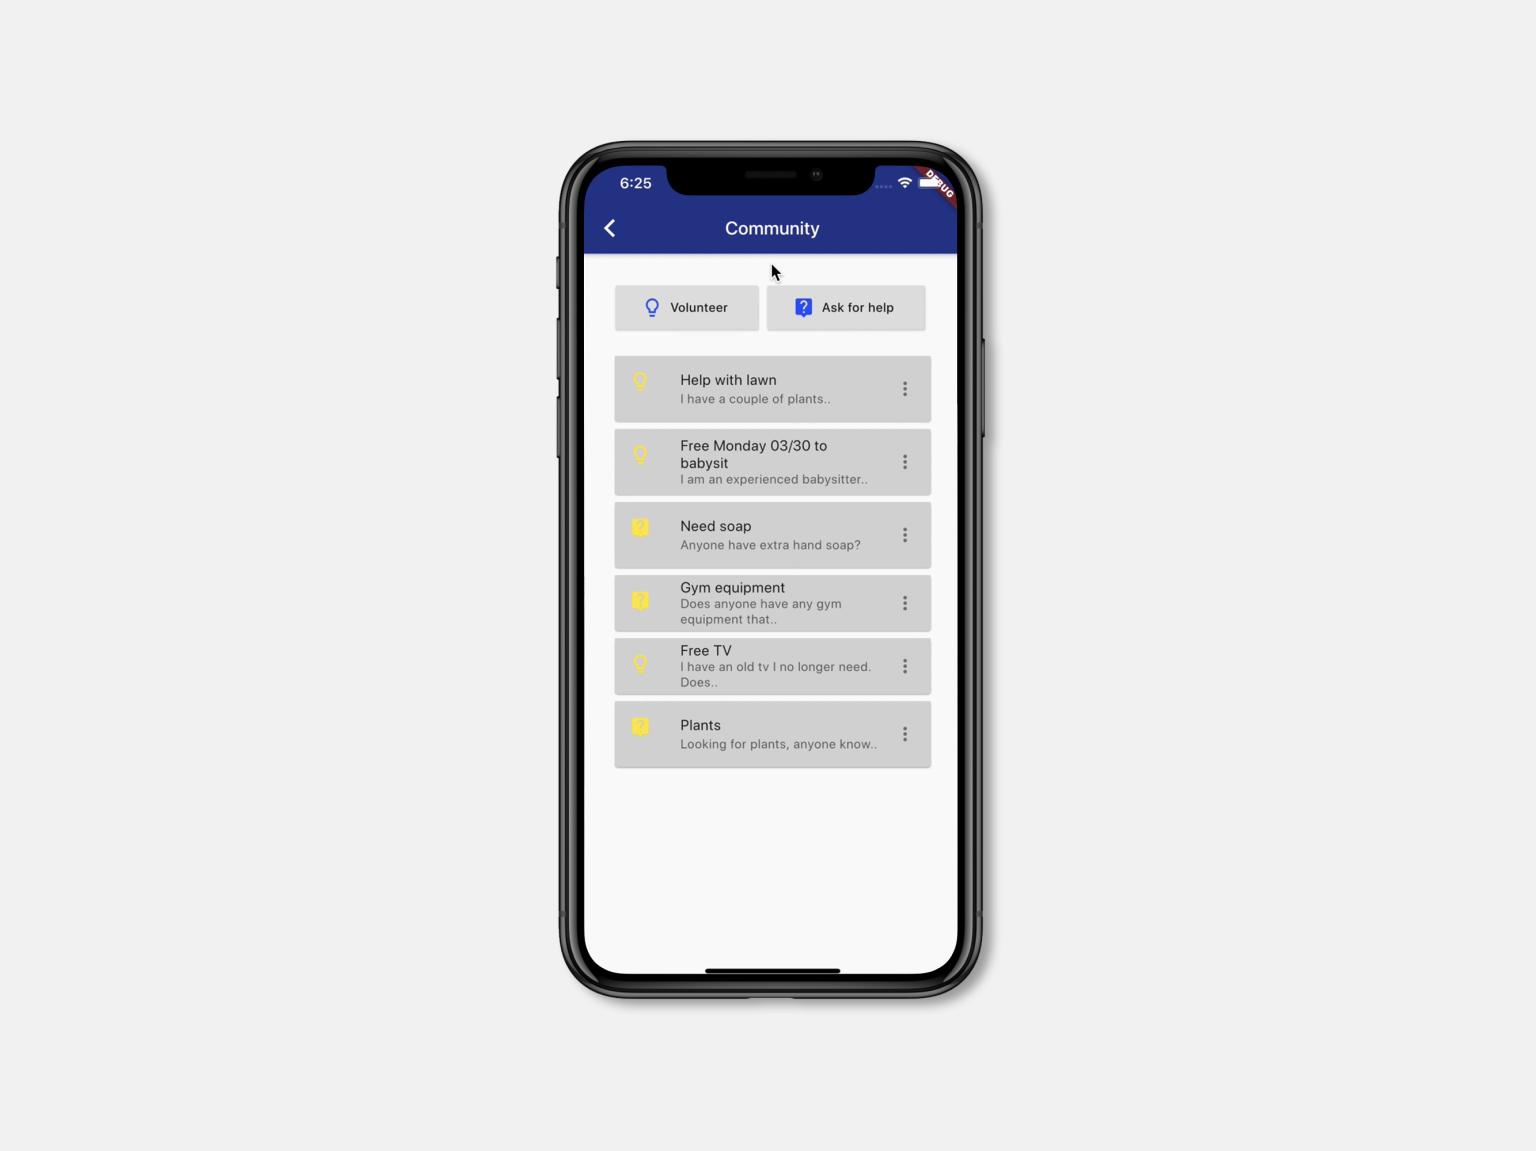 6:25
DEBUG
Community
Volunteer
Ask for help
Help with lawn
I have a couple of plants..
Free Monday 03/30 to
babysit
I am an experienced babysitter..
Need soap
Anyone have extra hand soap?
Gym equipment
Does anyone have any gym
equipment that..
Free TV
I have an old tv I no longer need.
Does..
Plants
Looking for plants, anyone know..